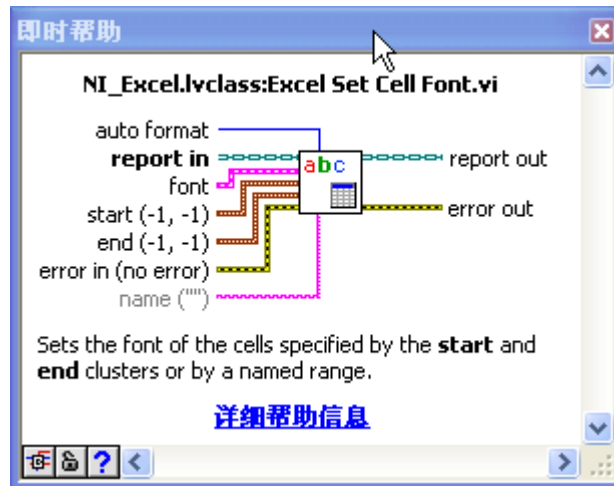 即时帮助
NI_Excel.lvclass:Excel Set Cell Font.vi
auto format
report in
report out
font
start (-1, -1)
error out
end (-1, -1)
error in (no error)
name ("")
abc
Sets the font of the cells specified by the start and
end clusters or by a named range.
详细帮助信息
?